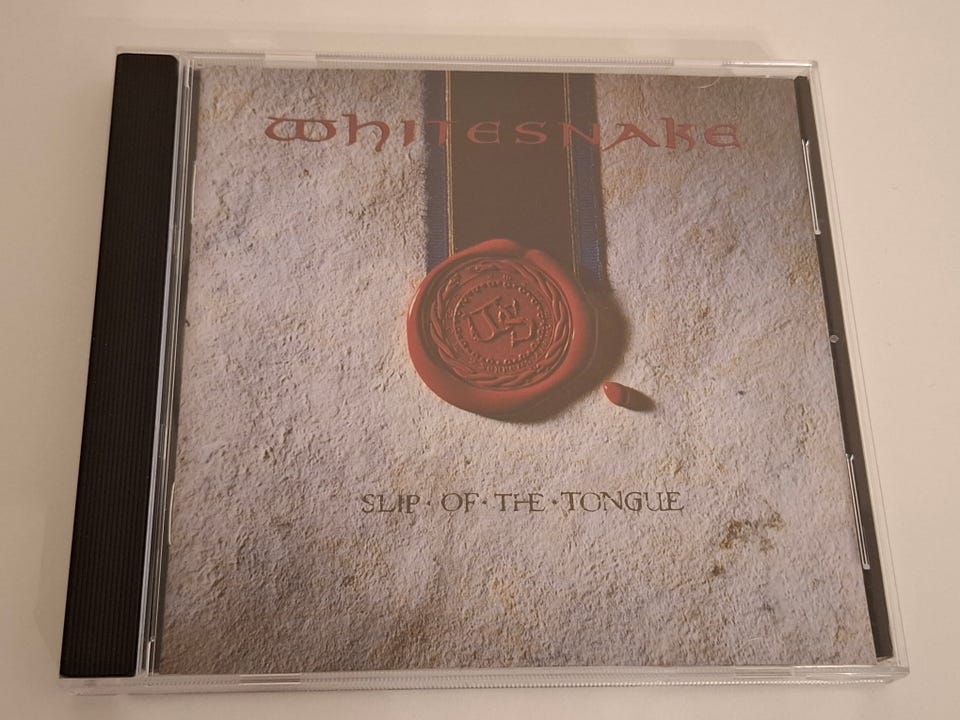 WHITESNAKE
SLIP · OF · THE · TONGUE